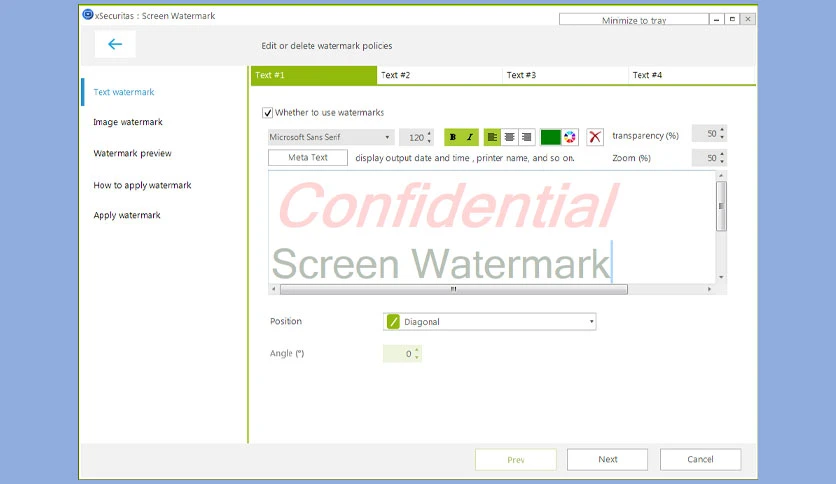 xSecuritas : Screen Watermark
Minimize to tray
Edit or delete watermark policies
Text watermark
Image watermark
Watermark preview
How to apply watermark
Apply watermark
Text #1 Text #2 Text #3 Text #4
Whether to use watermarks
Microsoft Sans Serif 120 B I transparency (%) 50
Meta Text display output date and time , printer name, and so on. Zoom (%) 50
Confidential
Screen Watermark
Position Diagonal
Angle (°) 0
Prev Next Cancel